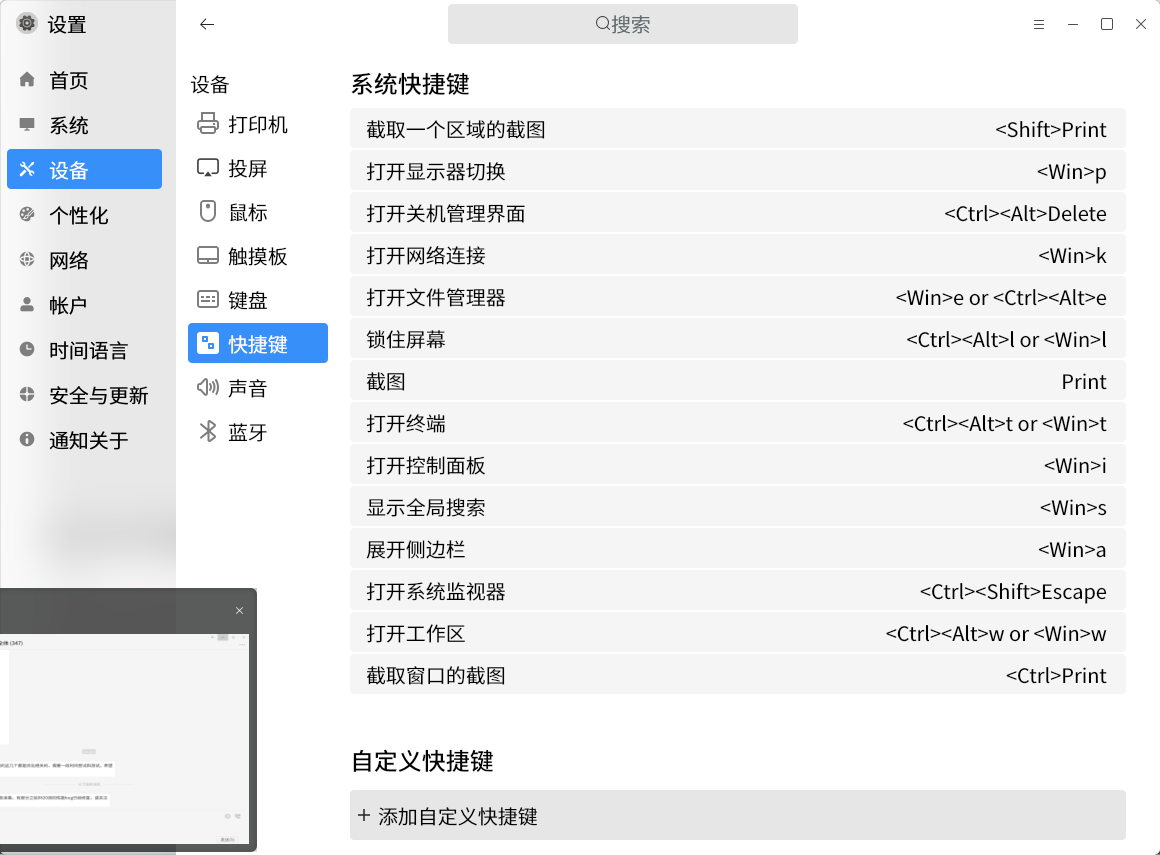 设置
搜索
首页
系统
设备
个性化
网络
帐户
时间语言
安全与更新
通知关于
设备
打印机
投屏
鼠标
触摸板
键盘
快捷键
声音
蓝牙
系统快捷键
截取一个区域的截图 <Shift>Print
打开显示器切换 <Win>p
打开关机管理界面 <Ctrl><Alt>Delete
打开网络连接 <Win>k
打开文件管理器 <Win>e or <Ctrl><Alt>e
锁住屏幕 <Ctrl><Alt>l or <Win>l
截图 Print
打开终端 <Ctrl><Alt>t or <Win>t
打开控制面板 <Win>i
显示全局搜索 <Win>s
展开侧边栏 <Win>a
打开系统监视器 <Ctrl><Shift>Escape
打开工作区 <Ctrl><Alt>w or <Win>w
截取窗口的截图 <Ctrl>Print
自定义快捷键
+ 添加自定义快捷键
(347)